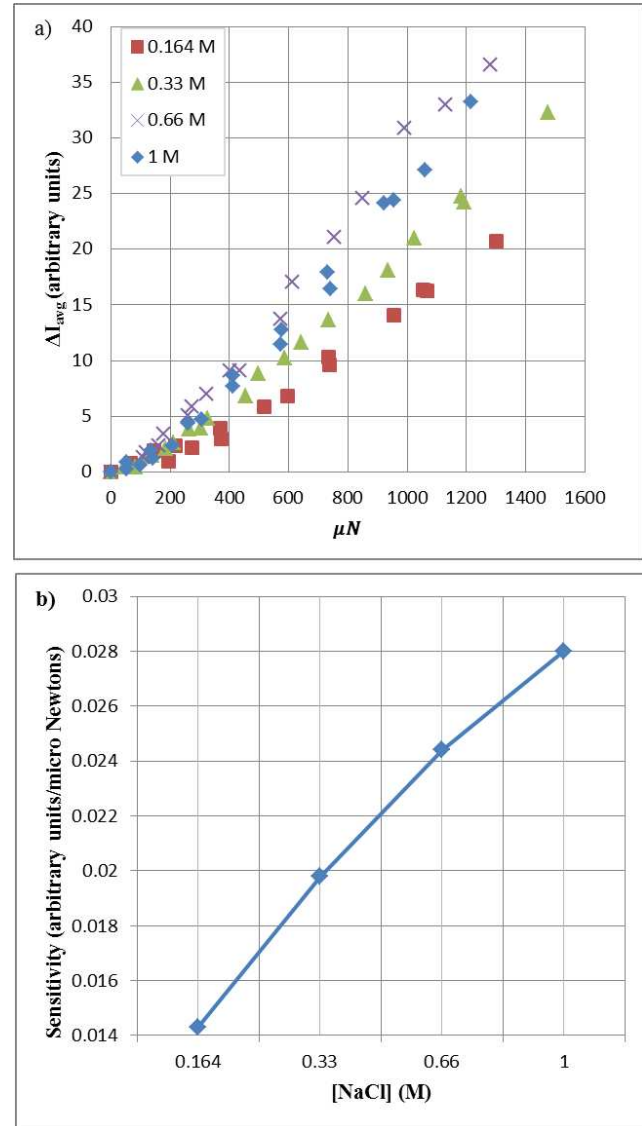 a)
0.164 M
0.33 M
0.66 M
1 M
40
35
30
25
20
15
10
5
0
ΔIavg (arbitrary units)
0 200 400 600 800 1000 1200 1400 1600
μN
b)
0.03
0.028
0.026
0.024
0.022
0.02
0.018
0.016
0.014
Sensitivity (arbitrary units/micro Newtons)
0.164 0.33 0.66 1
[NaCl] (M)